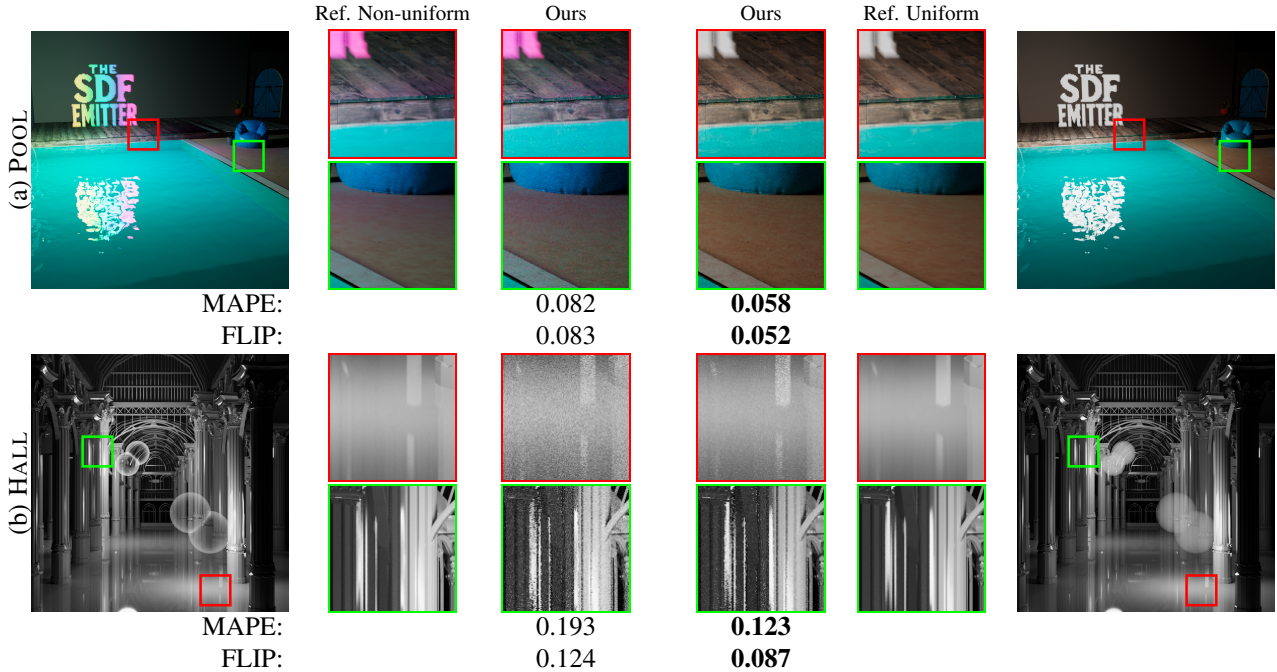 Ref. Non-uniform Ours Ours Ref. Uniform
(a) POOL
THE
SDF
EMITTER
THE
SDF
EMITTER
MAPE: 0.082 0.058
FLIP: 0.083 0.052
(b) HALL
MAPE: 0.193 0.123
FLIP: 0.124 0.087